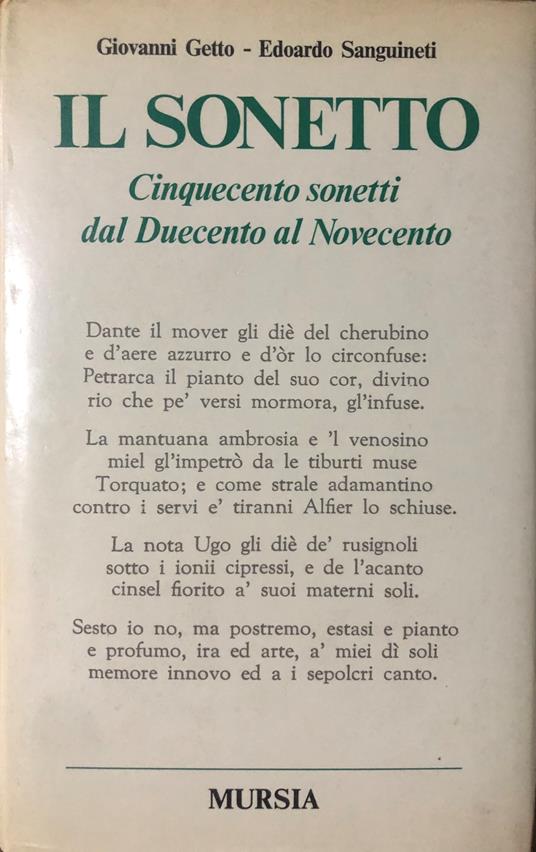 Giovanni Getto - Edoardo Sanguineti
IL SONETTO
Cinquecento sonetti
dal Duecento al Novecento
Dante il mover gli diè del cherubino
e d'aere azzurro e d'òr lo circonfuse:
Petrarca il pianto del suo cor, divino
rio che pe' versi mormora, gl'infuse.
La mantuana ambrosia e 'l venosino
miel gl'impetrò da le tiburti muse
Torquato; e come strale adamantino
contro i servi e' tiranni Alfier lo schiuse.
La nota Ugo gli diè de' rusignoli
sotto i ionii cipressi, e de l'acanto
cinsel fiorito a' suoi materni soli.
Sesto io no, ma postremo, estasi e pianto
e profumo, ira ed arte, a' miei dì soli
memore innovo ed a i sepolcri canto.
MURSIA